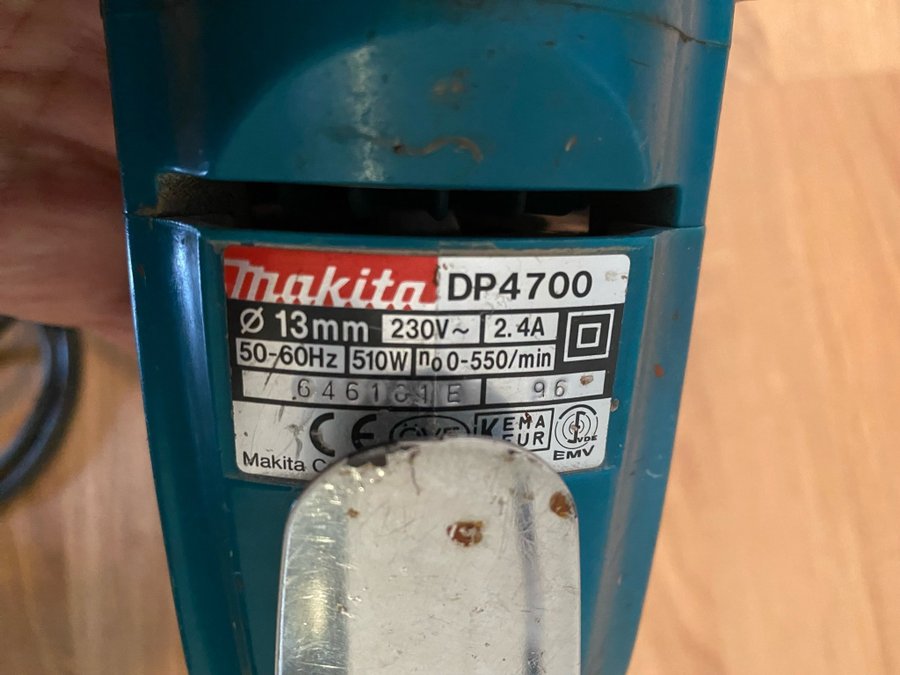 makita DP4700
Ø 13mm 230V~ 2.4A
50-60Hz 510W n₀ 0-550/min
E 96
CE KEMA EUR VDE
Makita EMV